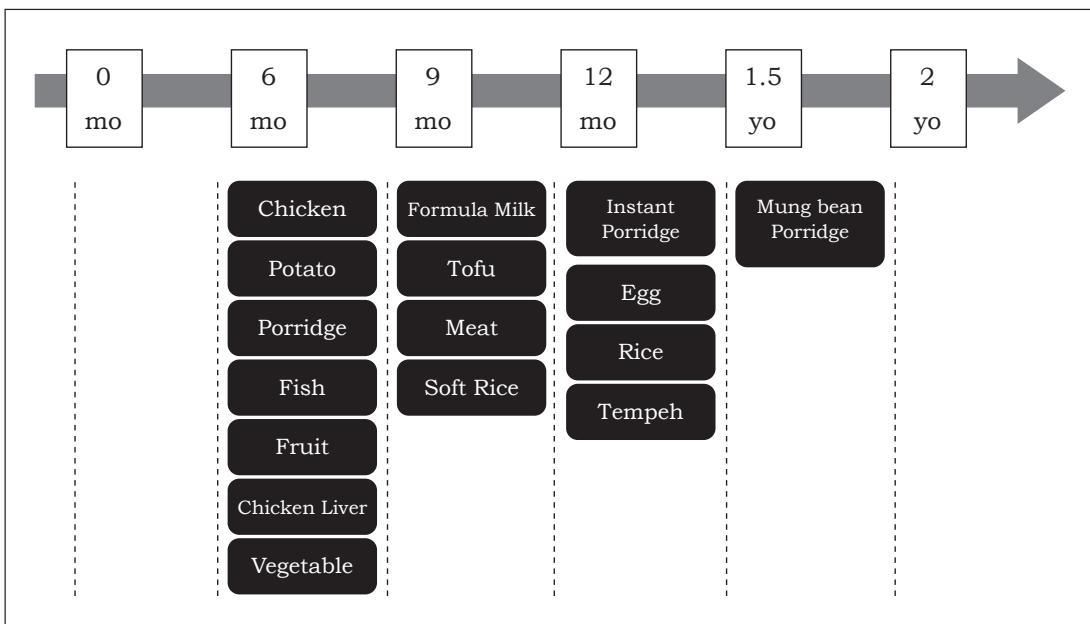 0
mo
6
mo
9
mo
12
mo
1.5
yo
2
yo
Chicken
Potato
Porridge
Fish
Fruit
Chicken Liver
Vegetable
Formula Milk
Tofu
Meat
Soft Rice
Instant
Porridge
Egg
Rice
Tempeh
Mung bean
Porridge